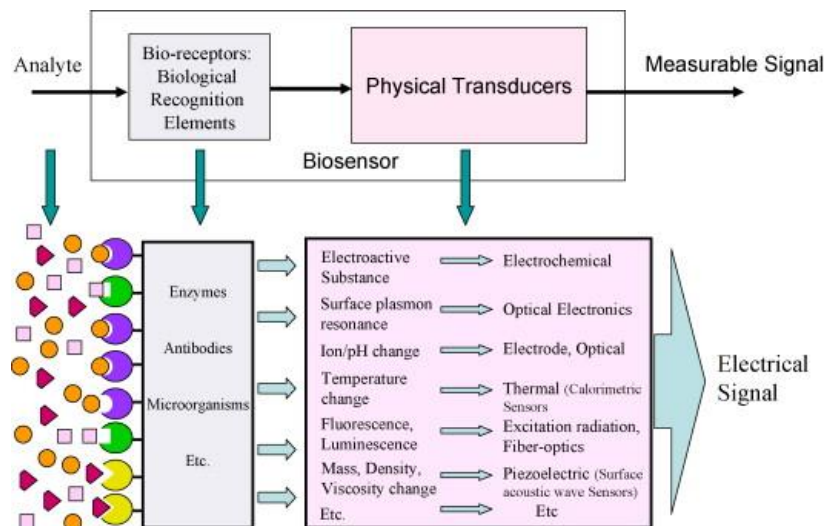 Analyte
Bio-receptors:
Biological
Recognition
Elements
Physical Transducers
Measurable Signal
Biosensor
Enzymes
Antibodies
Microorganisms
Etc.
Electroactive
Substance
Electrochemical
Surface plasmon
resonance
Optical Electronics
Ion/pH change
Electrode, Optical
Temperature
change
Thermal (Calorimetric
Sensors
Fluorescence,
Luminescence
Excitation radiation,
Fiber-optics
Mass, Density,
Viscosity change
Piezoelectric (Surface
acoustic wave Sensors)
Etc.
Etc
Electrical
Signal